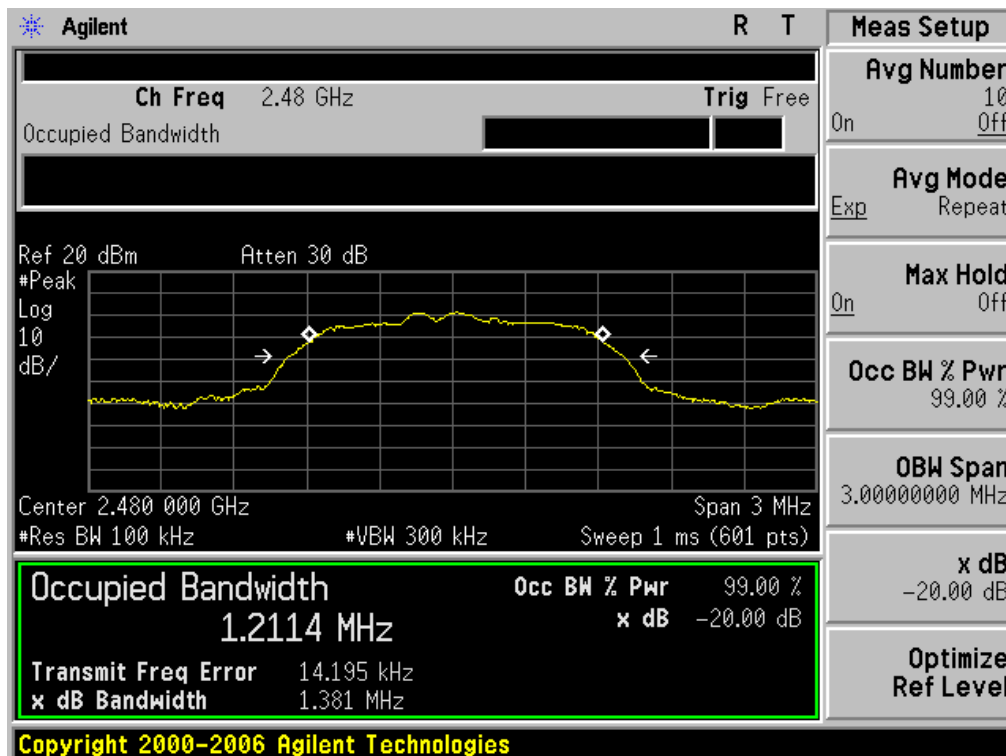 Agilent R T
Ch Freq 2.48 GHz Trig Free
Occupied Bandwidth
Ref 20 dBm Atten 30 dB
#Peak
Log
10
dB/
Center 2.480 000 GHz Span 3 MHz
#Res BW 100 kHz #VBW 300 kHz Sweep 1 ms (601 pts)
Occupied Bandwidth
1.2114 MHz
Occ BW % Pwr 99.00 %
x dB -20.00 dB
Transmit Freq Error 14.195 kHz
x dB Bandwidth 1.381 MHz
Copyright 2000-2006 Agilent Technologies
Meas Setup
Avg Number
10
On Off
Avg Mode
Exp Repeat
Max Hold
On Off
Occ BW % Pwr
99.00 %
OBW Span
3.00000000 MHz
x dB
-20.00 dB
Optimize
Ref Level